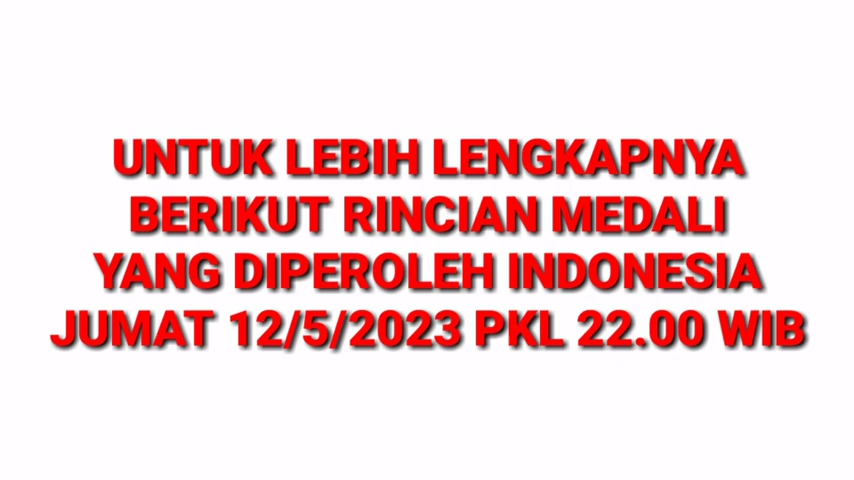 UNTUK LEBIH LENGKAPNYA
BERIKUT RINCIAN MEDALI
YANG DIPEROLEH INDONESIA
JUMAT 12/5/2023 PKL 22.00 WIB